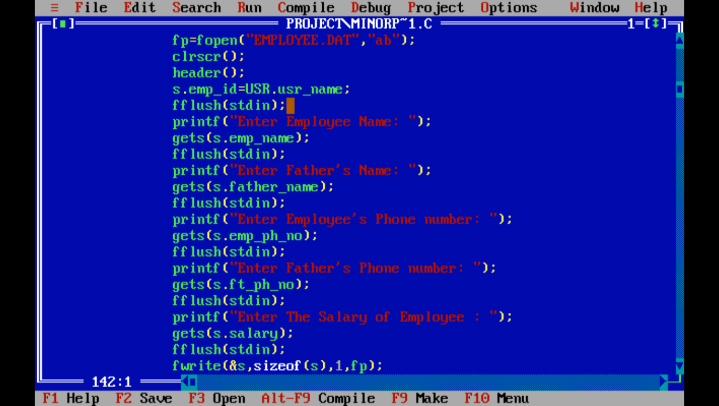 ≡ File Edit Search Run Compile Debug Project Options Window Help
[■] PROJECT\MINORP~1.C 1=[↕]
fp=fopen("EMPLOYEE.DAT","ab");
clrscr();
header();
s.emp_id=USR.usr_name;
fflush(stdin);
printf("Enter Employee Name: ");
gets(s.emp_name);
fflush(stdin);
printf("Enter Father's Name: ");
gets(s.father_name);
fflush(stdin);
printf("Enter Employee's Phone number: ");
gets(s.emp_ph_no);
fflush(stdin);
printf("Enter Father's Phone number: ");
gets(s.ft_ph_no);
fflush(stdin);
printf("Enter The Salary of Employee : ");
gets(s.salary);
fflush(stdin);
fwrite(&s,sizeof(s),1,fp);
142:1
F1 Help F2 Save F3 Open Alt-F9 Compile F9 Make F10 Menu